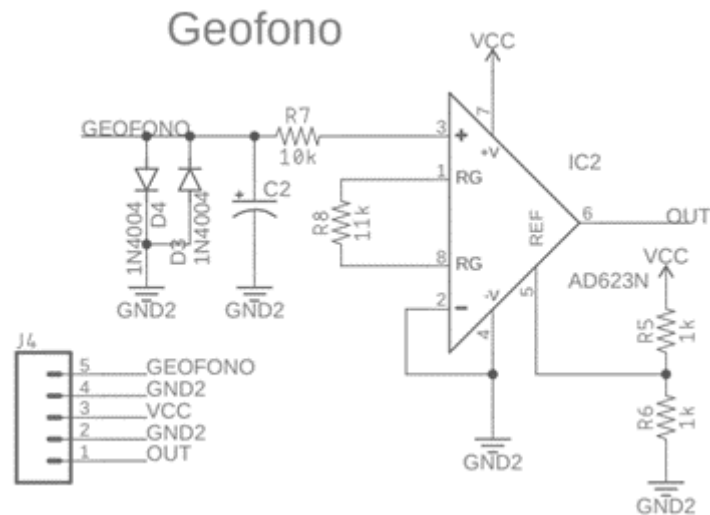 Geofono
VCC
GEOFONO
R7
10k
3
+
7
+V
IC2
1
RG
D4
1N4004
D3
1N4004
+
C2
R8
11k
REF
6
OUT
8
RG
2
-
-V
4
5
AD623N
VCC
R5
1k
GND2
GND2
R6
1k
GND2
GND2
J4
5 GEOFONO
4 GND2
3 VCC
2 GND2
1 OUT